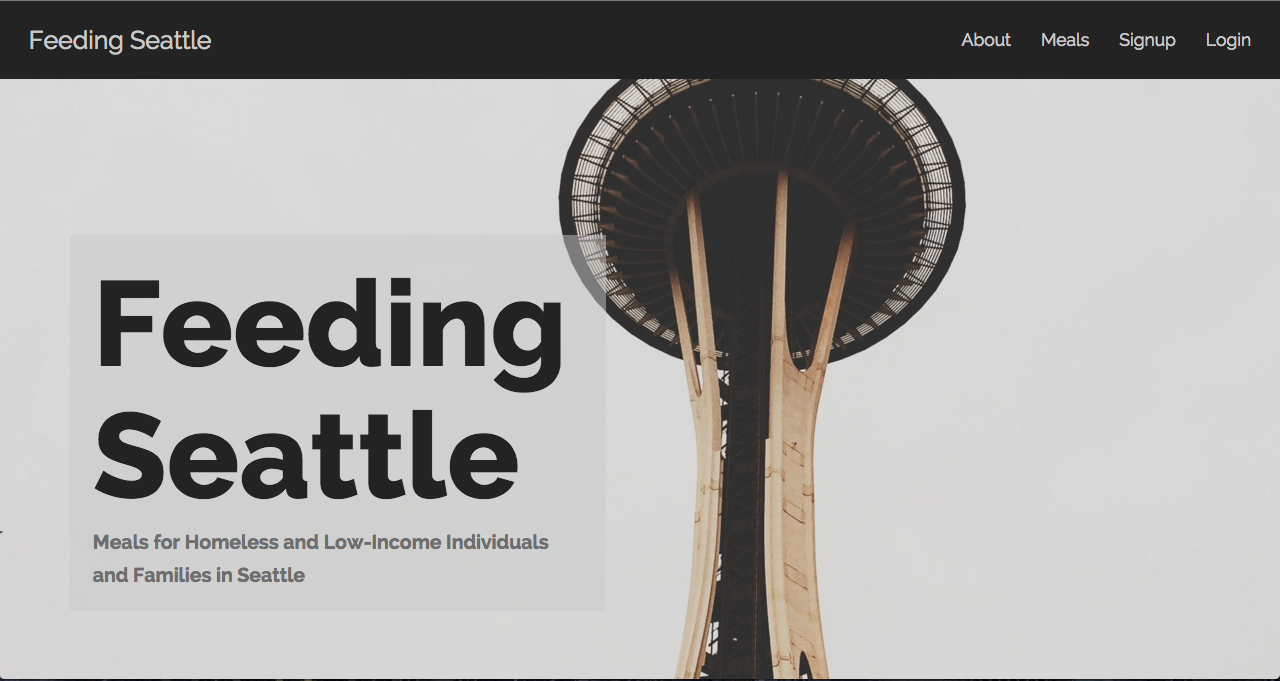 Feeding Seattle
About Meals Signup Login
Feeding
Seattle
Meals for Homeless and Low-Income Individuals
and Families in Seattle